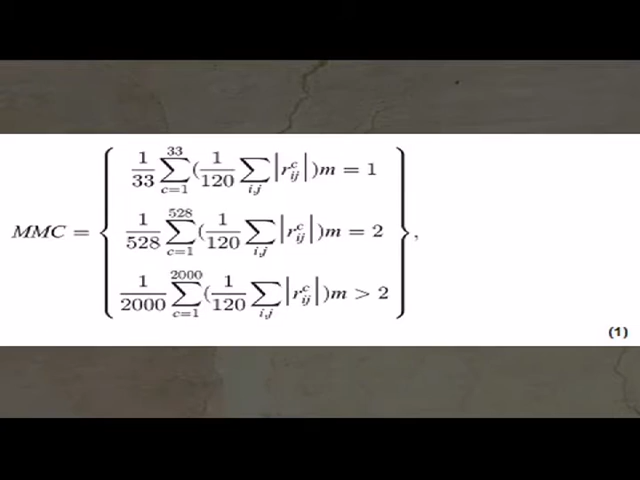 MMC = { 1/33 ∑_{c=1}^{33} (1/120 ∑_{i,j} |r_{ij}^c|) m = 1
1/528 ∑_{c=1}^{528} (1/120 ∑_{i,j} |r_{ij}^c|) m = 2
1/2000 ∑_{c=1}^{2000} (1/120 ∑_{i,j} |r_{ij}^c|) m > 2 },
(1)